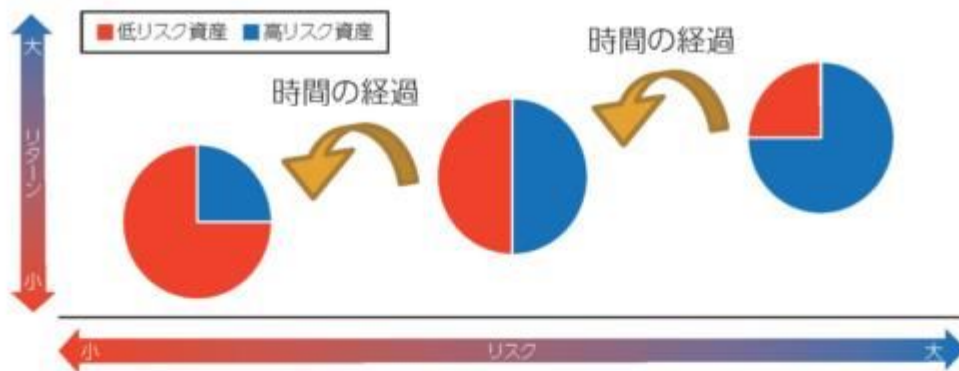 ■低リスク資産 ■高リスク資産
時間の経過
時間の経過
大
リターン
小
小
リスク
大